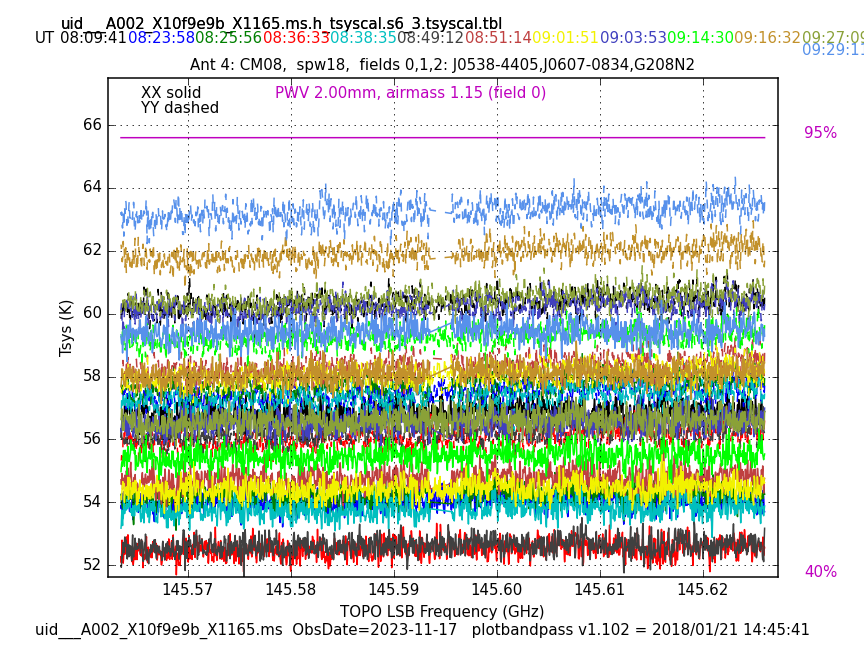 uid___A002_X10f9e9b_X1165.ms.h_tsyscal.s6_3.tsyscal.tbl
UT 08:09:41 08:23:58 08:25:56 08:36:33 08:38:35 08:49:12 08:51:14 09:01:51 09:03:53 09:14:30 09:16:32 09:27:09
09:29:11
Ant 4: CM08, spw18, fields 0,1,2: J0538-4405,J0607-0834,G208N2
XX solid
PWV 2.00mm, airmass 1.15 (field 0)
YY dashed
95%
66
64
62
60
58
56
54
52
Tsys (K)
40%
145.57 145.58 145.59 145.60 145.61 145.62
TOPO LSB Frequency (GHz)
uid___A002_X10f9e9b_X1165.ms ObsDate=2023-11-17 plotbandpass v1.102 = 2018/01/21 14:45:41